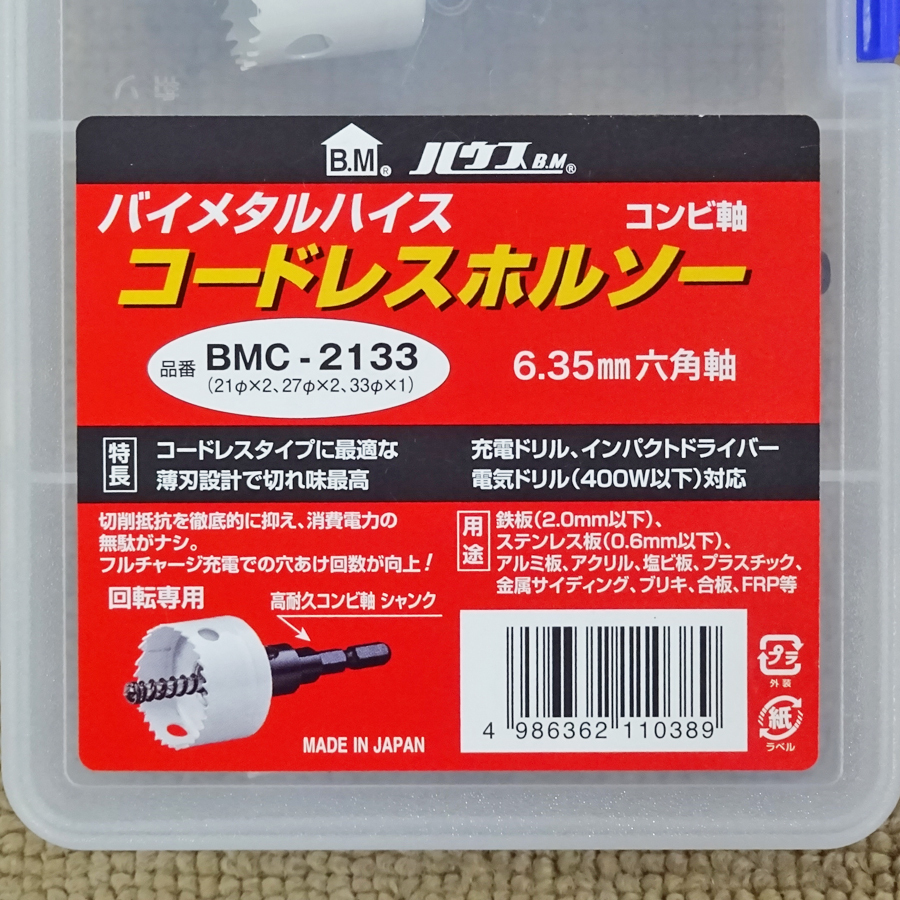 B.M® ハウスB.M®
バイメタルハイス コンビ軸
コードレスホルソー
品番 BMC-2133
(21φ×2、27φ×2、33φ×1)
6.35mm六角軸
特長
コードレスタイプに最適な
薄刃設計で切れ味最高
充電ドリル、インパクトドライバー
電気ドリル(400W以下)対応
切削抵抗を徹底的に抑え、消費電力の
無駄がナシ。
フルチャージ充電での穴あけ回数が向上!
用途
鉄板(2.0mm以下)、
ステンレス板(0.6mm以下)、
アルミ板、アクリル、塩ビ板、プラスチック、
金属サイディング、ブリキ、合板、FRP等
回転専用
高耐久コンビ軸 シャンク
MADE IN JAPAN
4 986362 110389
プラ
外装
紙
ラベル